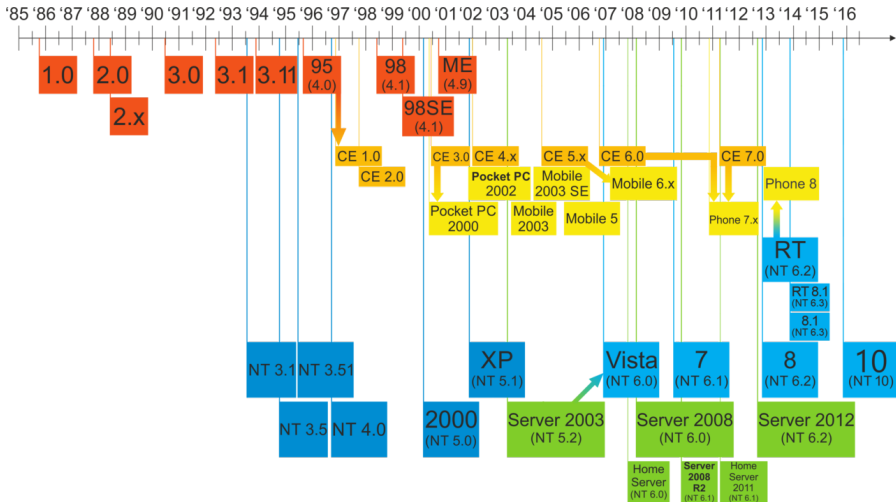 ‘85 ‘86 ‘87 ‘88 ‘89 ‘90 ‘91 ‘92 ‘93 ‘94 ‘95 ‘96 ‘97 ‘98 ‘99 ‘00 ‘01 ‘02 ‘03 ‘04 ‘05 ‘06 ‘07 ‘08 ‘09 ‘10 ‘11 ‘12 ‘13 ‘14 ‘15 ‘16
1.0
2.0
3.0
3.1
3.11
95
(4.0)
98
(4.1)
ME
(4.9)
2.x
98SE
(4.1)
CE 1.0
CE 3.0
CE 4.x
CE 5.x
CE 6.0
CE 7.0
CE 2.0
Pocket PC
2002
Mobile
2003 SE
Mobile 6.x
Phone 8
Pocket PC
2000
Mobile
2003
Mobile 5
Phone 7.x
RT
(NT 6.2)
RT 8.1
(NT 6.3)
8.1
(NT 6.3)
NT 3.1
NT 3.51
XP
(NT 5.1)
Vista
(NT 6.0)
7
(NT 6.1)
8
(NT 6.2)
10
(NT 10)
NT 3.5
NT 4.0
2000
(NT 5.0)
Server 2003
(NT 5.2)
Server 2008
(NT 6.0)
Server 2012
(NT 6.2)
Home
Server
(NT 6.0)
Server
2008
R2
(NT 6.1)
Home
Server
2011
(NT 6.1)